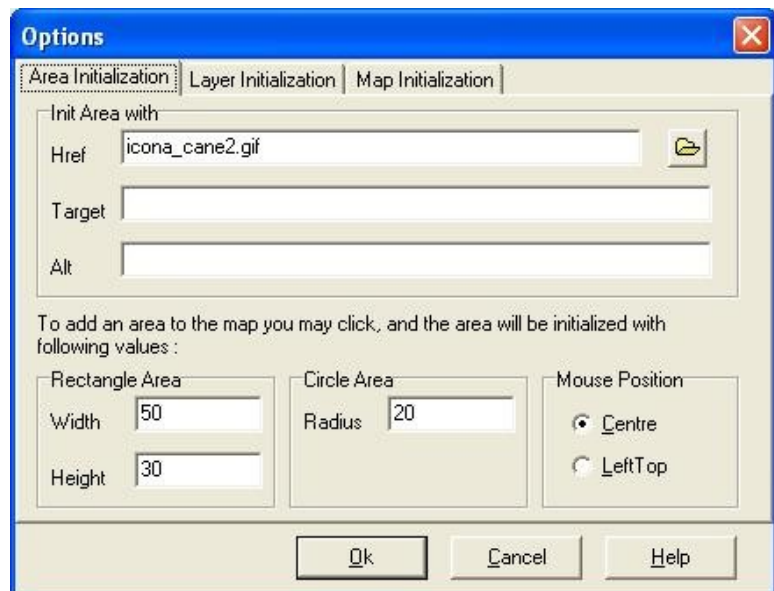 Options
Area Initialization Layer Initialization Map Initialization
Init Area with
Href icona_cane2.gif
Target
Alt
To add an area to the map you may click, and the area will be initialized with
following values :
Rectangle Area Circle Area Mouse Position
Width 50 Radius 20 Centre
Height 30 LeftTop
Ok Cancel Help